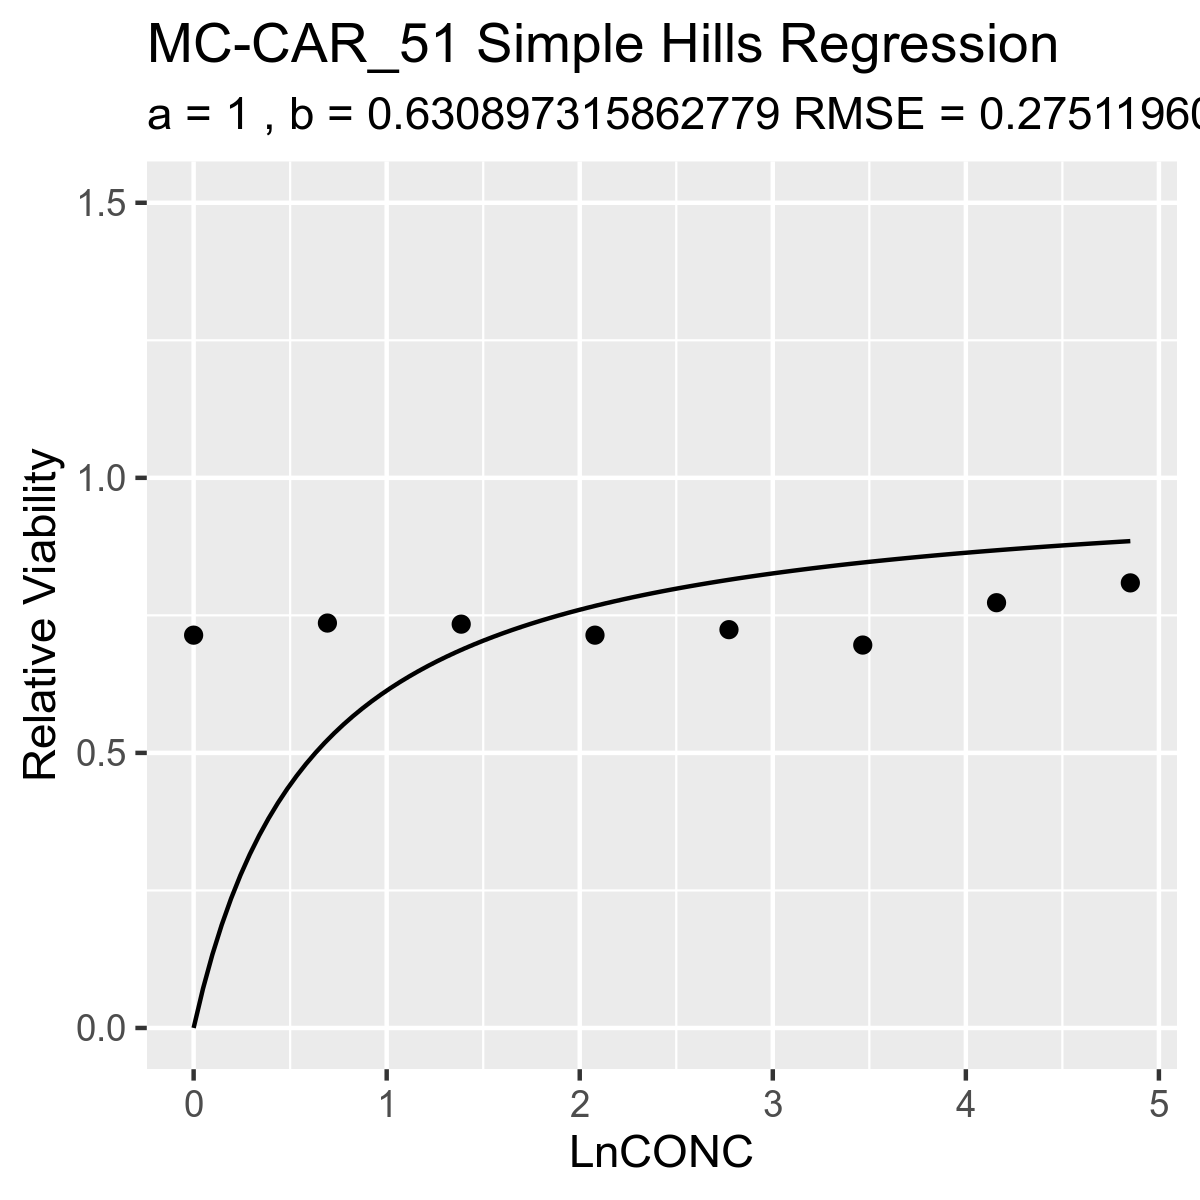 MC-CAR_51 Simple Hills Regression
a = 1 , b = 0.630897315862779 RMSE = 0.2751196
1.5
1.0
0.5
0.0
Relative Viability
0
1
2
3
4
5
LnCONC